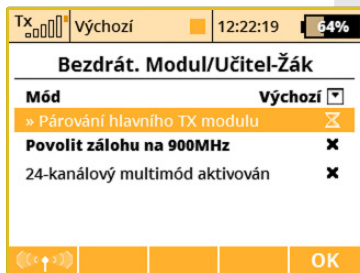 Tx Výchozí 12:22:19 64%
Bezdrát. Modul/Učitel-Žák
Mód Výchozí
» Párování hlavního TX modulu
Povolit zálohu na 900MHz
24-kanálový multimód aktivován
OK